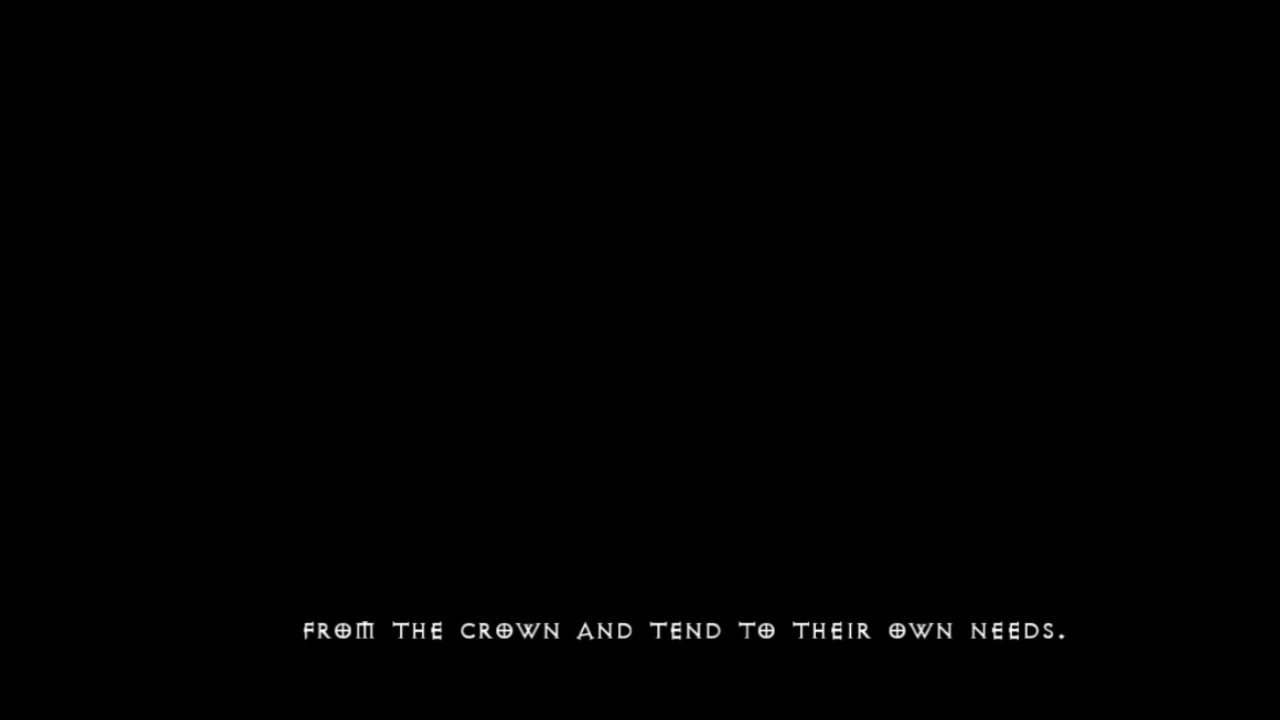 FROM THE CROWN AND TEND TO THEIR OWN NEEDS.